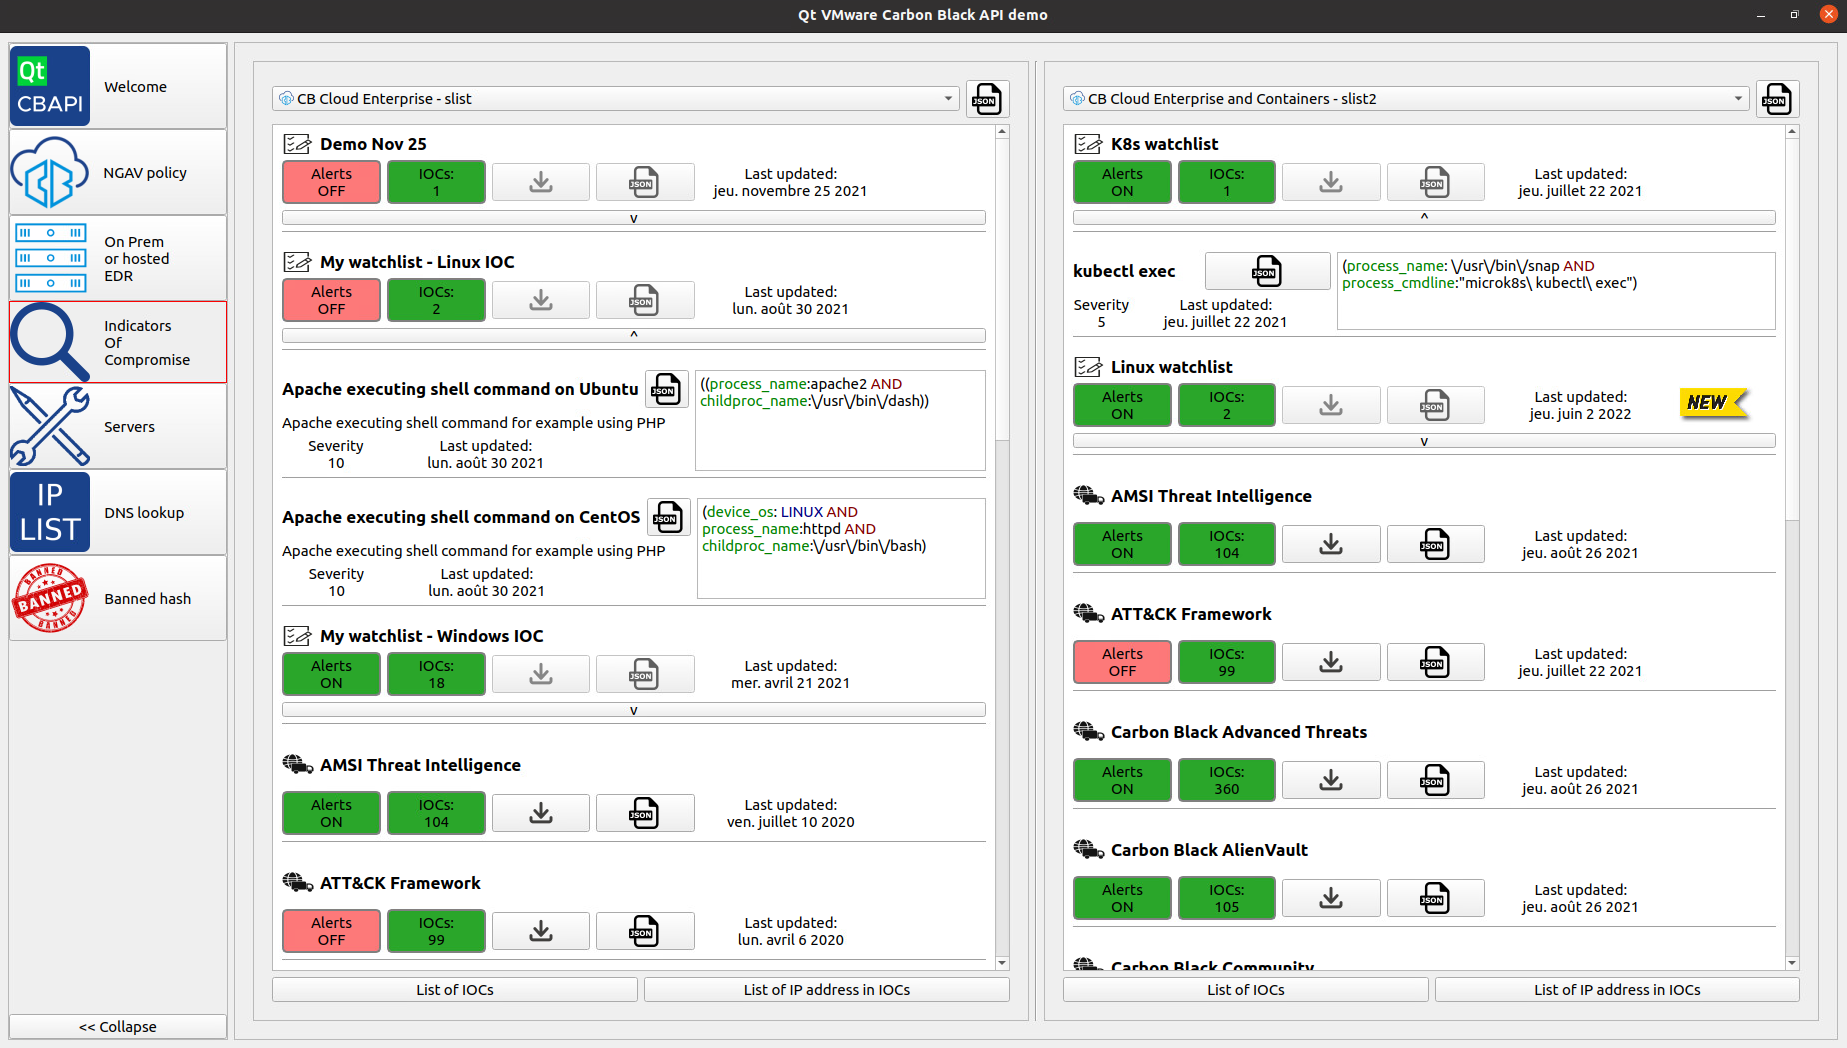 Qt VMware Carbon Black API demo
Qt
CBAPI
Welcome
NGAV policy
On Prem
or hosted
EDR
Indicators
Of
Compromise
Servers
IP
LIST
DNS lookup
BANNED
BANNED
BANNED
Banned hash
<< Collapse
CB Cloud Enterprise - slist
JSON
Demo Nov 25
Alerts
OFF
IOCs:
1
JSON
Last updated:
jeu. novembre 25 2021
v
My watchlist - Linux IOC
Alerts
OFF
IOCs:
2
JSON
Last updated:
lun. août 30 2021
^
Apache executing shell command on Ubuntu
JSON
((process_name:apache2 AND
childproc_name:\/usr\/bin\/dash))
Apache executing shell command for example using PHP
Severity
10
Last updated:
lun. août 30 2021
Apache executing shell command on CentOS
JSON
(device_os: LINUX AND
process_name:httpd AND
childproc_name:\/usr\/bin\/bash)
Apache executing shell command for example using PHP
Severity
10
Last updated:
lun. août 30 2021
My watchlist - Windows IOC
Alerts
ON
IOCs:
18
JSON
Last updated:
mer. avril 21 2021
v
AMSI Threat Intelligence
Alerts
ON
IOCs:
104
JSON
Last updated:
ven. juillet 10 2020
ATT&CK Framework
Alerts
OFF
IOCs:
99
JSON
Last updated:
lun. avril 6 2020
List of IOCs
List of IP address in IOCs
CB Cloud Enterprise and Containers - slist2
JSON
K8s watchlist
Alerts
ON
IOCs:
1
JSON
Last updated:
jeu. juillet 22 2021
^
kubectl exec
JSON
(process_name: \/usr\/bin\/snap AND
process_cmdline:"microk8s\ kubectl\ exec")
Severity
5
Last updated:
jeu. juillet 22 2021
Linux watchlist
Alerts
ON
IOCs:
2
JSON
Last updated:
jeu. juin 2 2022
NEW
v
AMSI Threat Intelligence
Alerts
ON
IOCs:
104
JSON
Last updated:
jeu. août 26 2021
ATT&CK Framework
Alerts
OFF
IOCs:
99
JSON
Last updated:
jeu. juillet 22 2021
Carbon Black Advanced Threats
Alerts
ON
IOCs:
360
JSON
Last updated:
jeu. août 26 2021
Carbon Black AlienVault
Alerts
ON
IOCs:
105
JSON
Last updated:
jeu. août 26 2021
Carbon Black Community
List of IOCs
List of IP address in IOCs